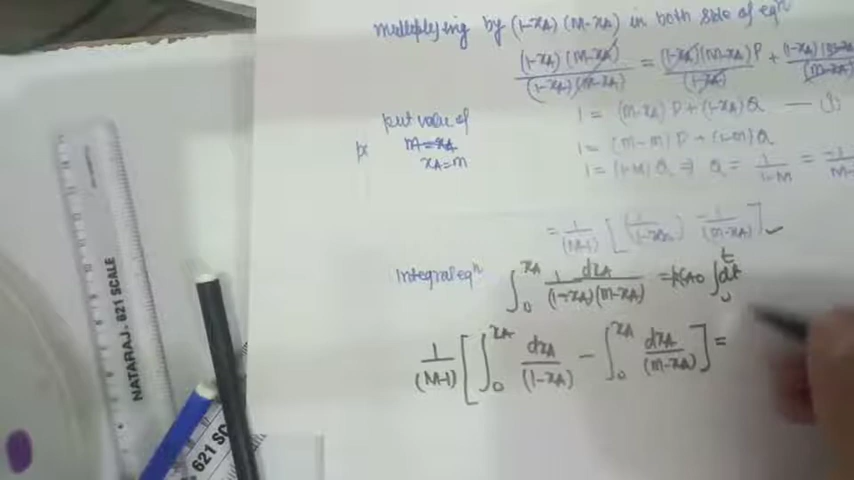 multiplying by (1-xA) (M-xA) in both side of eqn
(1-xA) (M-xA) / (1-xA) (M-xA) = (1-xA)(M-xA) P / (1-xA) +
put value of
M=xA
xA=M
1 = (M-xA) P + (1-xA) Q — (1)
1 = (M-M) P + (1-M) Q
1 = (1-M) Q ⇒ Q = 1/(1-M) =
= 1/(M-1) [ 1/(1-xA) - 1/(M-xA) ]
Integral eqn ∫₀^xA 1 dxA / (1-xA)(M-xA) = KCA0 ∫₀^t dt
1/(M-1) [ ∫₀^xA dxA/(1-xA) - ∫₀^xA dxA/(M-xA) ] =
NATARAJ 621 SCALE
621 SC